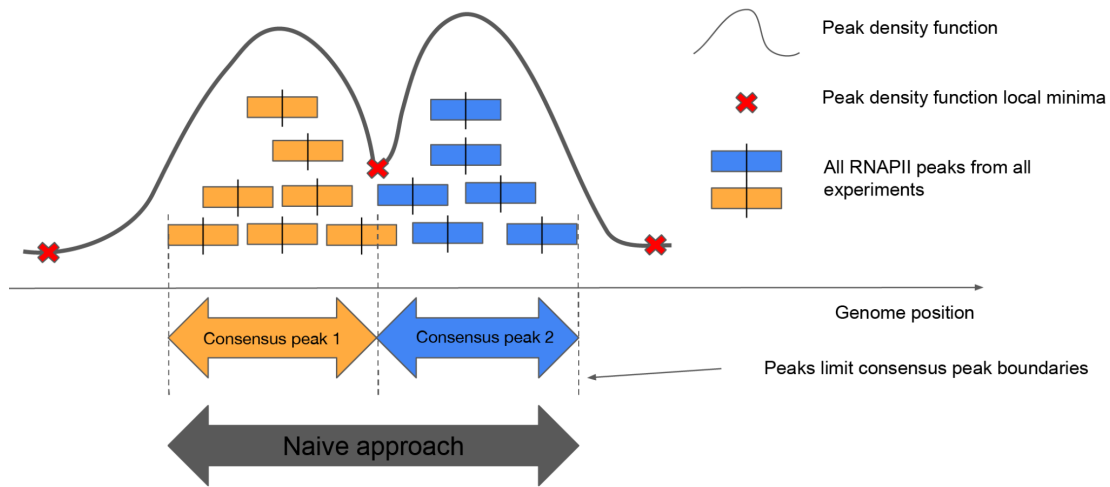 Peak density function
Peak density function local minima
All RNAPII peaks from all
experiments
Genome position
Consensus peak 1
Consensus peak 2
Peaks limit consensus peak boundaries
Naive approach